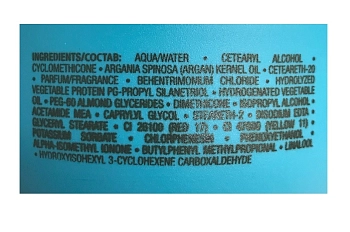 INGREDIENTS/СОСТАВ: AQUA/WATER • CETEARYL ALCOHOL •
CYCLOMETHICONE • ARGANIA SPINOSA (ARGAN) KERNEL OIL • CETEARETH-20
• PARFUM/FRAGRANCE • BEHENTRIMONIUM CHLORIDE • HYDROLYZED
VEGETABLE PROTEIN PG-PROPYL SILANETRIOL • HYDROGENATED VEGETABLE
OIL • PEG-60 ALMOND GLYCERIDES • DIMETHICONE • ISOPROPYL ALCOHOL •
ACETAMIDE MEA • CAPRYLYL GLYCOL • STEARETH-2 • DISODIUM EDTA •
GLYCERYL STEARATE • CI 26100 (RED 17) • CI 47000 (YELLOW 11) •
POTASSIUM SORBATE • CHLORPHENESIN • PHENOXYETHANOL •
ALPHA-ISOMETHYL IONONE • BUTYLPHENYL METHYLPROPIONAL • LINALOOL
• HYDROXYISOHEXYL 3-CYCLOHEXENE CARBOXALDEHYDE